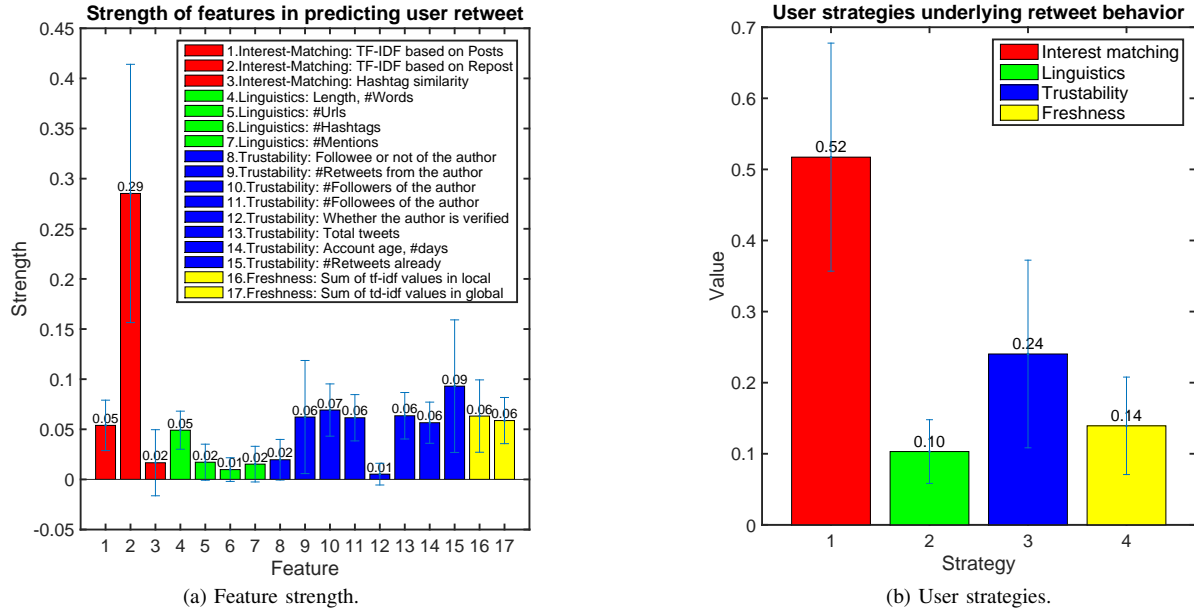 Strength of features in predicting user retweet
0.45
0.4
0.35
0.3
0.25
0.2
0.15
0.1
0.05
0
-0.05
Strength
1.Interest-Matching: TF-IDF based on Posts
2.Interest-Matching: TF-IDF based on Repost
3.Interest-Matching: Hashtag similarity
4.Linguistics: Length, #Words
5.Linguistics: #Urls
6.Linguistics: #Hashtags
7.Linguistics: #Mentions
8.Trustability: Followee or not of the author
9.Trustability: #Retweets from the author
10.Trustability: #Followers of the author
11.Trustability: #Followees of the author
12.Trustability: Whether the author is verified
13.Trustability: Total tweets
14.Trustability: Account age, #days
15.Trustability: #Retweets already
16.Freshness: Sum of tf-idf values in local
17.Freshness: Sum of td-idf values in global
0.05 0.29 0.02 0.05 0.02 0.01 0.02 0.02 0.06 0.07 0.06 0.01 0.06 0.06 0.09 0.06 0.06
1 2 3 4 5 6 7 8 9 10 11 12 13 14 15 16 17
Feature
(a) Feature strength.
User strategies underlying retweet behavior
0.7
0.6
0.5
0.4
0.3
0.2
0.1
0
Value
Interest matching
Linguistics
Trustability
Freshness
0.52 0.10 0.24 0.14
1 2 3 4
Strategy
(b) User strategies.